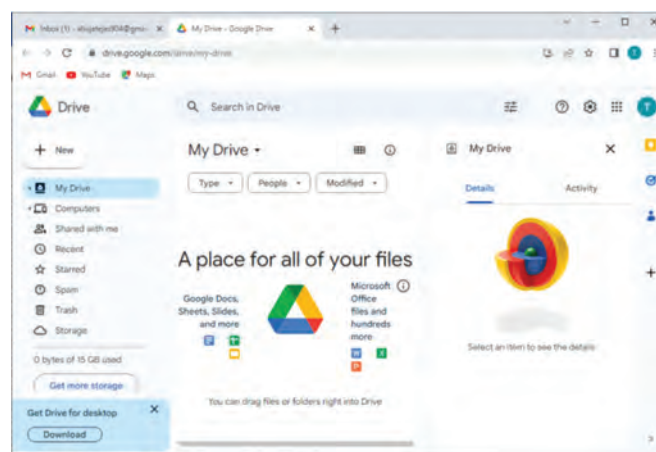 My Drive - Google Drive
drive.google.com/drive/my-drive
Gmail YouTube Maps
Drive
Search in Drive
New
My Drive
Computers
Shared with me
Recent
Starred
Spam
Trash
Storage
0 bytes of 15 GB used
Get more storage
Get Drive for desktop
Download
My Drive
Type
People
Modified
A place for all of your files
Google Docs,
Sheets, Slides,
and more
Microsoft
Office
files and
hundreds
more
You can drag files or folders right into Drive
My Drive
Details
Activity
Select an item to see the details